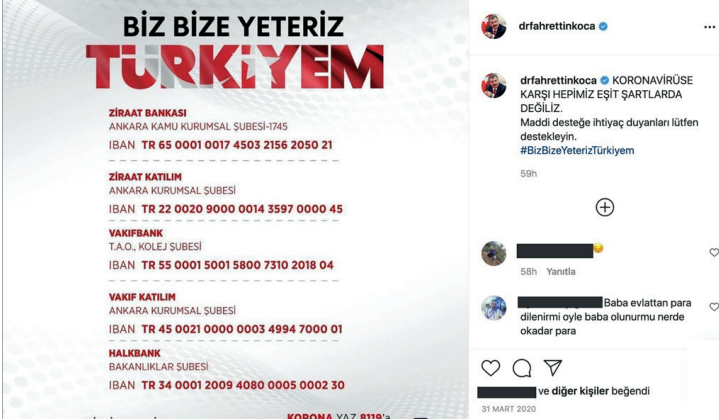 BİZ BİZE YETERİZ
TÜRKİYEM
ZİRAAT BANKASI
ANKARA KAMU KURUMSAL ŞUBESİ-1745
IBAN TR 65 0001 0017 4503 2156 2050 21
ZİRAAT KATILIM
ANKARA KURUMSAL ŞUBESİ
IBAN TR 22 0020 9000 0014 3597 0000 45
VAKIFBANK
T.A.O., KOLEJ ŞUBESİ
IBAN TR 55 0001 5001 5800 7310 2018 04
VAKIF KATILIM
ANKARA KURUMSAL ŞUBESİ
IBAN TR 45 0021 0000 0003 4994 7000 01
HALKBANK
BAKANLIKLAR ŞUBESİ
IBAN TR 34 0001 2009 4080 0005 0002 30
KORONA YAZ 8119'a
drfahrettinkoca
drfahrettinkoca KORONAVİRÜSE
KARŞI HEPİMİZ EŞİT ŞARTLARDA
DEĞİLİZ.
Maddi desteğe ihtiyaç duyanları lütfen
destekleyin.
#BizBizeYeterizTürkiyem
59h
58h Yanıtla
Baba evlattan para
dilenirmi oyle baba olunurmu nerde
okadar para
ve diğer kişiler beğendi
31 MART 2020